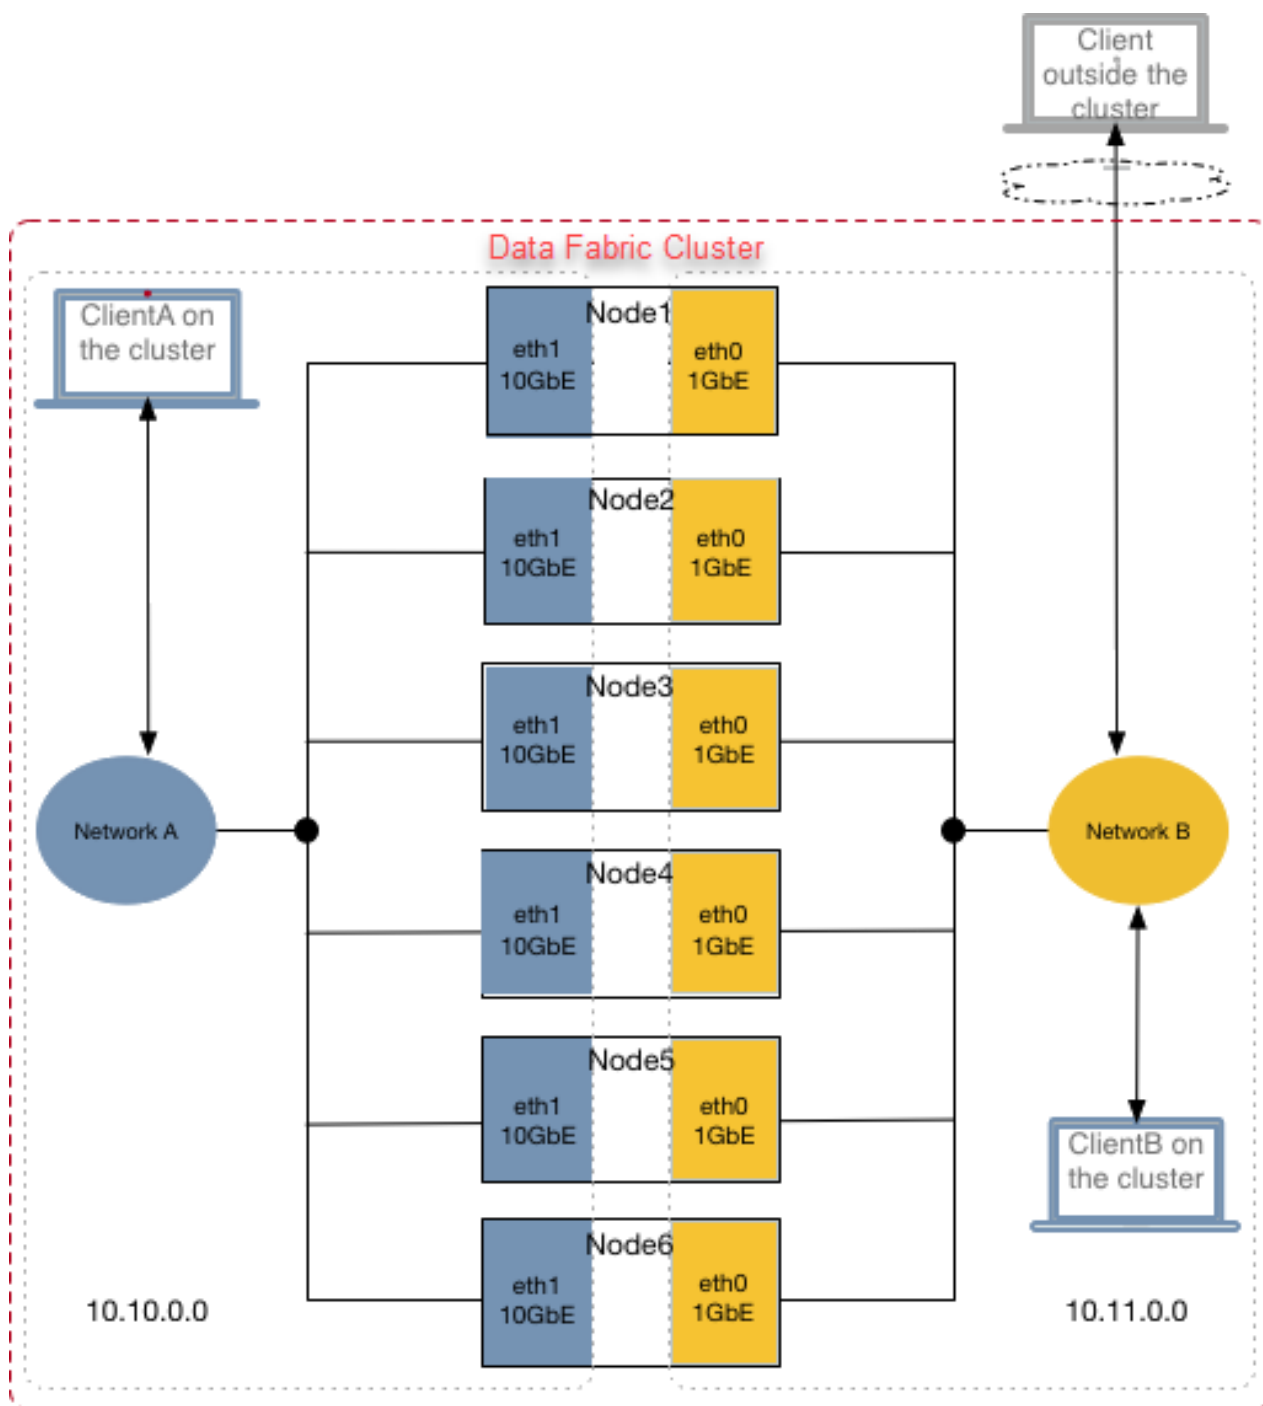 Client
outside the
cluster
Data Fabric Cluster
ClientA on
the cluster
Node1
eth1
10GbE
eth0
1GbE
Node2
eth1
10GbE
eth0
1GbE
Node3
eth1
10GbE
eth0
1GbE
Network A
Network B
Node4
eth1
10GbE
eth0
1GbE
Node5
eth1
10GbE
eth0
1GbE
ClientB on
the cluster
Node6
eth1
10GbE
eth0
1GbE
10.10.0.0
10.11.0.0